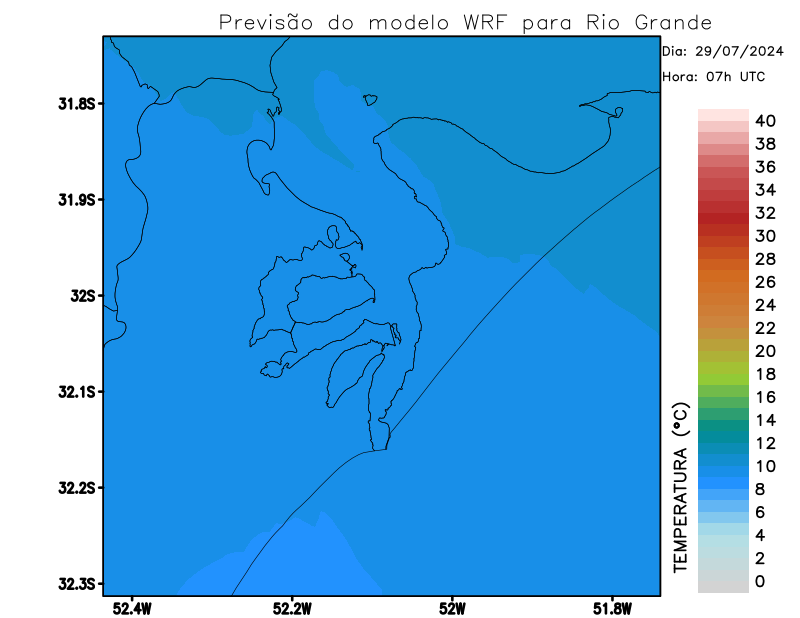 Previsão do modelo WRF para Rio Grande
Dia: 29/07/2024
Hora: 07h UTC
31.8S
31.9S
32S
32.1S
32.2S
32.3S
52.4W
52.2W
52W
51.8W
TEMPERATURA (°C)
40
38
36
34
32
30
28
26
24
22
20
18
16
14
12
10
8
6
4
2
0